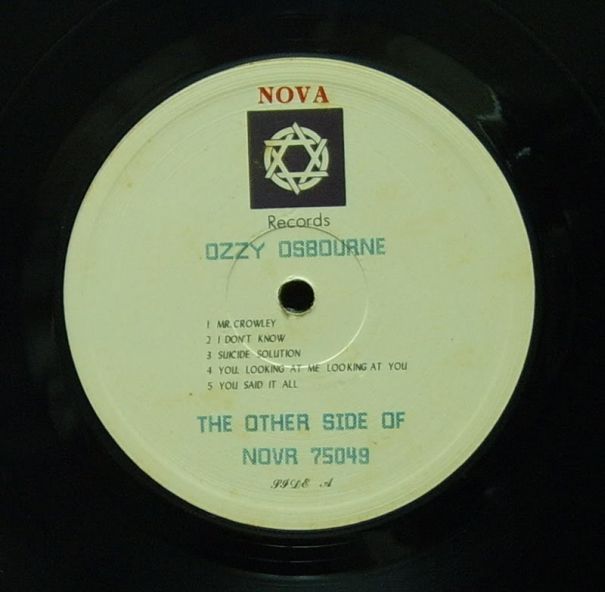 NOVA
Records
OZZY OSBOURNE
1 MR. CROWLEY
2 I DON'T KNOW
3 SUICIDE SOLUTION
4 YOU, LOOKING AT ME LOOKING AT YOU
5 YOU SAID IT ALL
THE OTHER SIDE OF
NOVR 75049
SIDE A